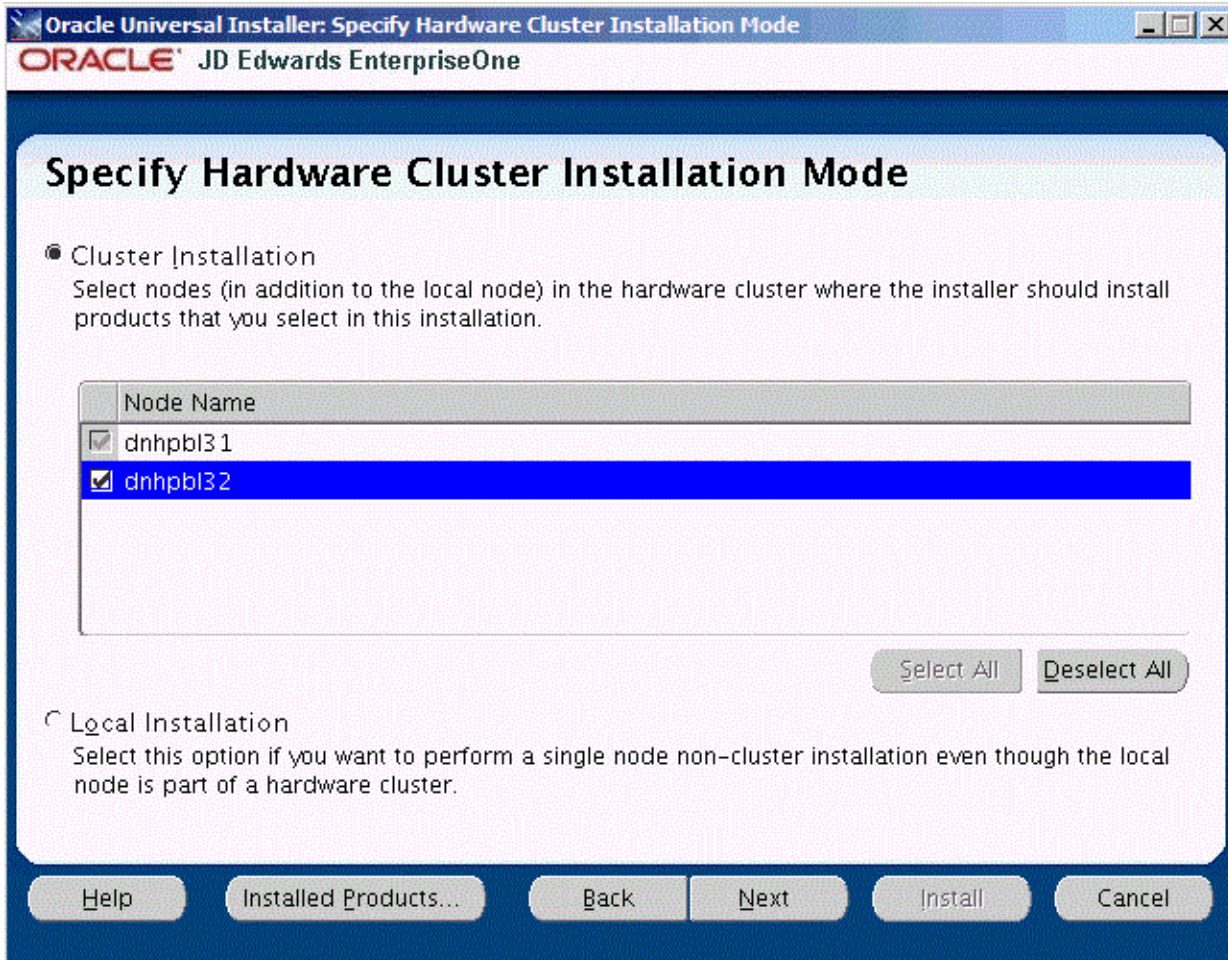 Oracle Universal Installer: Specify Hardware Cluster Installation Mode
ORACLE JD Edwards EnterpriseOne
Specify Hardware Cluster Installation Mode
Cluster Installation
Select nodes (in addition to the local node) in the hardware cluster where the installer should install
products that you select in this installation.
Node Name
dnhpbl31
dnhpbl32
Select All Deselect All
Local Installation
Select this option if you want to perform a single node non-cluster installation even though the local
node is part of a hardware cluster.
Help Installed Products... Back Next Install Cancel